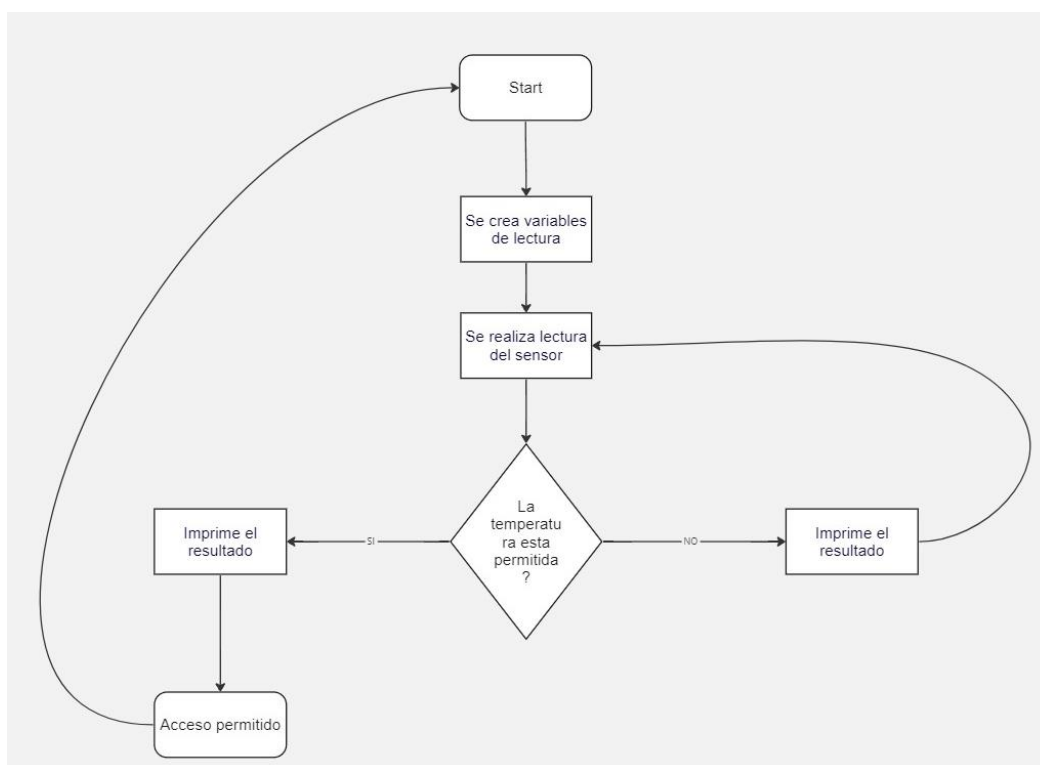 Start
Se crea variables
de lectura
Se realiza lectura
del sensor
La
temperatu
ra esta
permitida
?
SI
NO
Imprime el
resultado
Imprime el
resultado
Acceso permitido